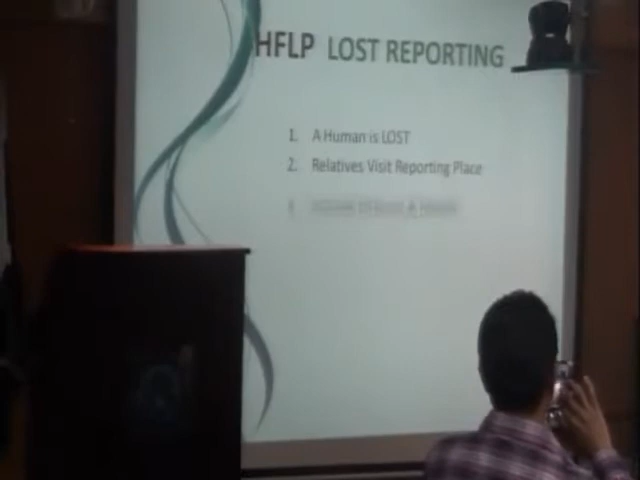 HFLP LOST REPORTING
1. A Human is LOST
2. Relatives Visit Reporting Place